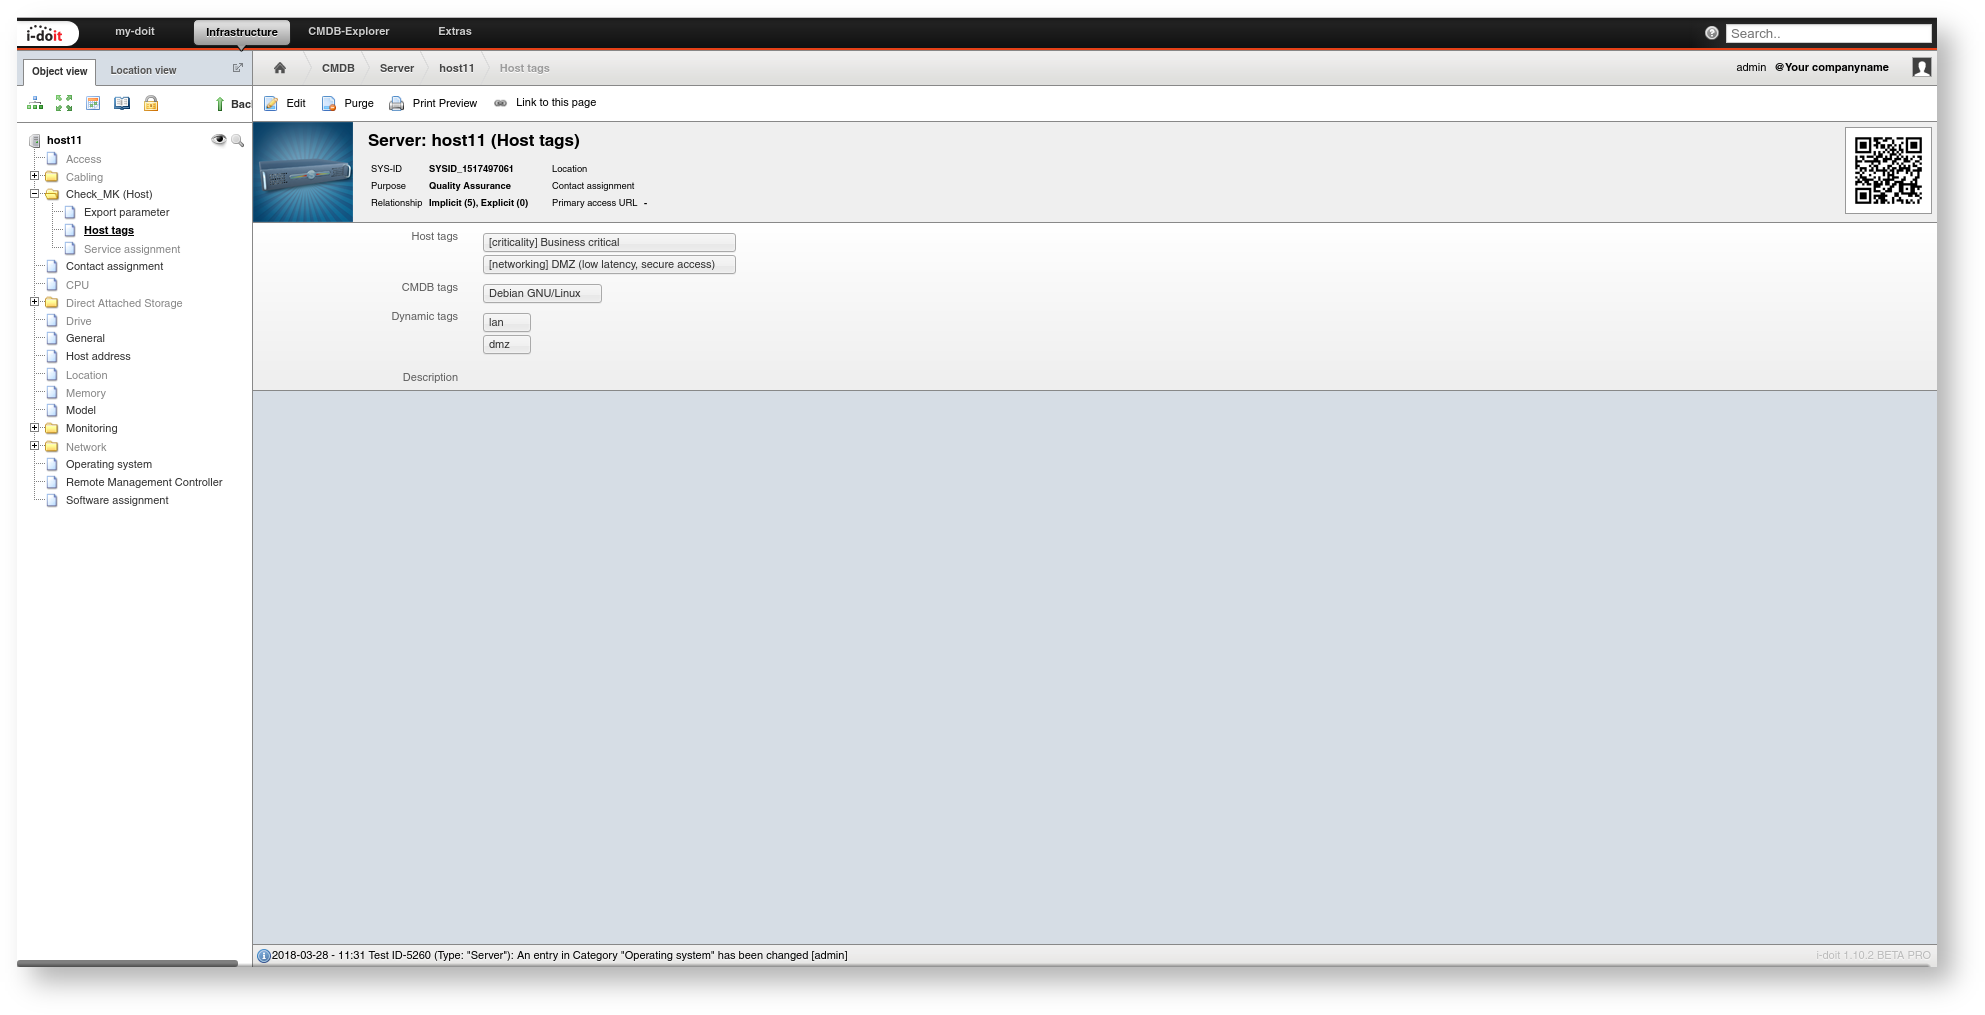 i-doit
my-doit
Infrastructure
CMDB-Explorer
Extras
Search..
Object view
Location view
CMDB
Server
host11
Host tags
admin @Your companyname
Bac
Edit
Purge
Print Preview
Link to this page
host11
Access
Cabling
Check_MK (Host)
Export parameter
Host tags
Service assignment
Contact assignment
CPU
Direct Attached Storage
Drive
General
Host address
Location
Memory
Model
Monitoring
Network
Operating system
Remote Management Controller
Software assignment
Server: host11 (Host tags)
SYS-ID SYSID_1517497061 Location
Purpose Quality Assurance Contact assignment
Relationship Implicit (5), Explicit (0) Primary access URL -
Host tags
[criticality] Business critical
[networking] DMZ (low latency, secure access)
CMDB tags
Debian GNU/Linux
Dynamic tags
lan
dmz
Description
2018-03-28 - 11:31 Test ID-5260 (Type: "Server"): An entry in Category "Operating system" has been changed [admin]
i-doit 1.10.2 BETA PRO